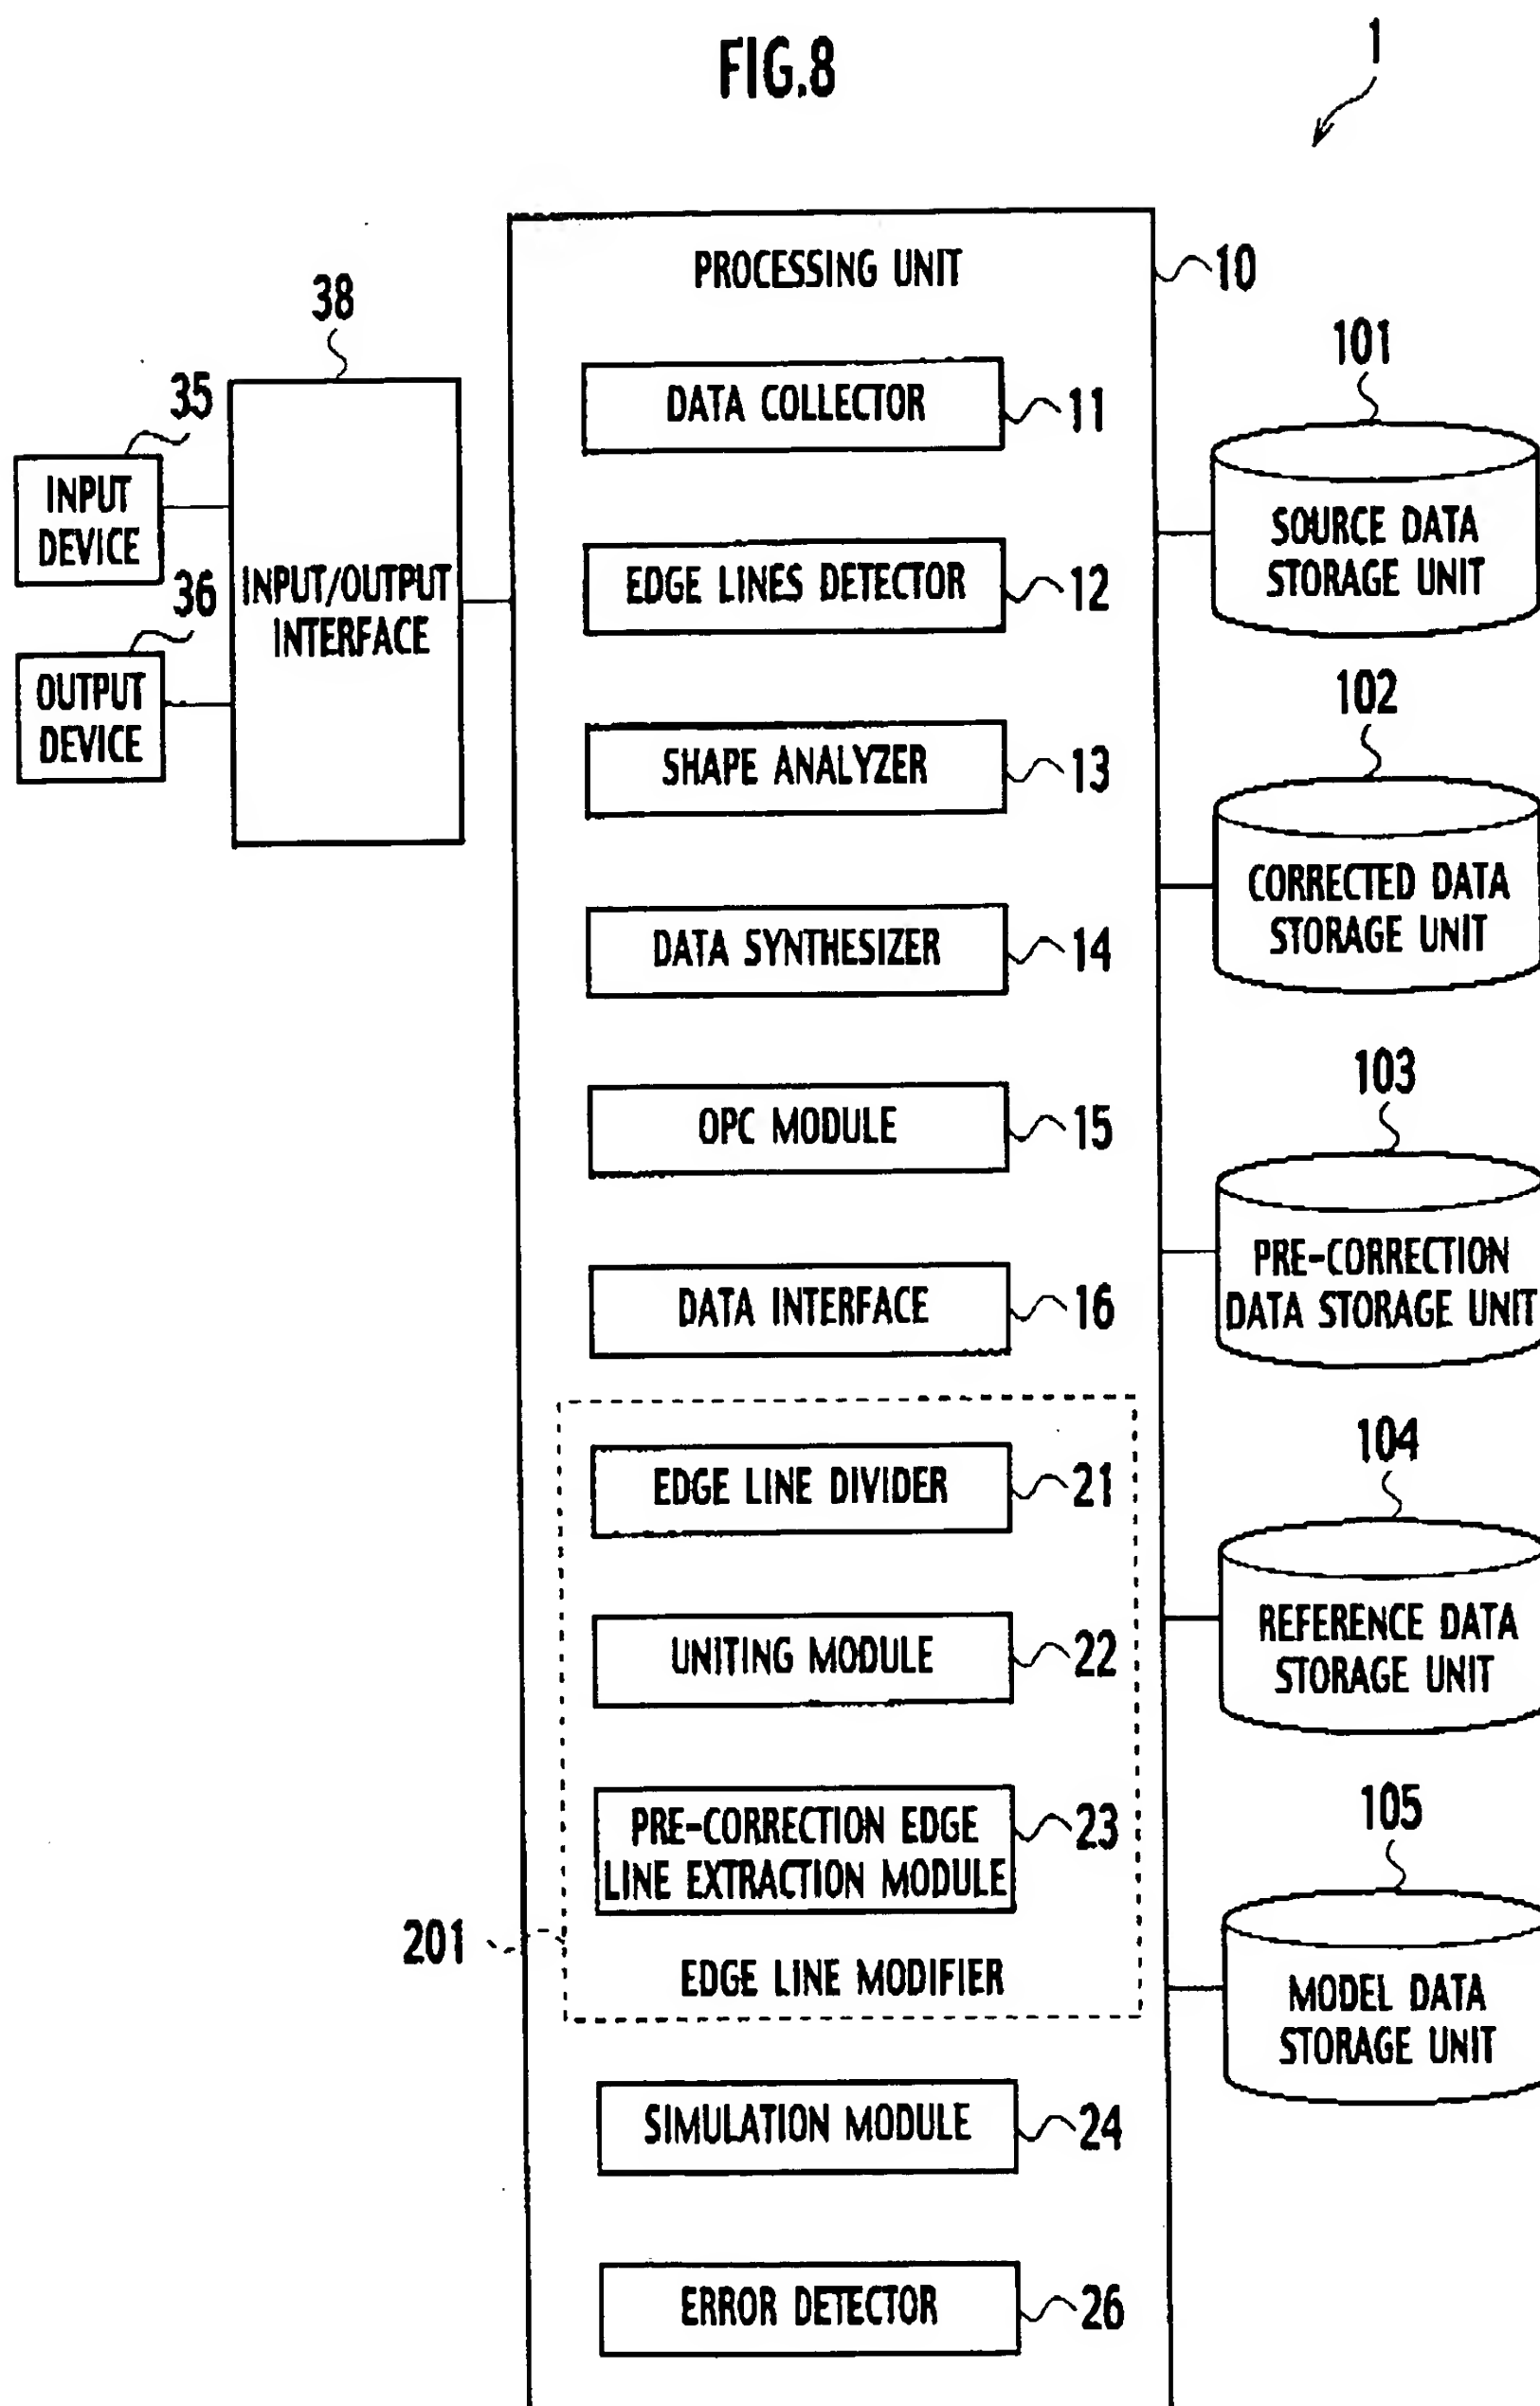 FIG.8
1
PROCESSING UNIT
10
38
DATA COLLECTOR
11
101
35
INPUT
DEVICE
SOURCE DATA
STORAGE UNIT
36
INPUT/OUTPUT
INTERFACE
EDGE LINES DETECTOR
12
OUTPUT
DEVICE
102
SHAPE ANALYZER
13
CORRECTED DATA
STORAGE UNIT
DATA SYNTHESIZER
14
103
OPC MODULE
15
PRE-CORRECTION
DATA STORAGE UNIT
DATA INTERFACE
16
104
EDGE LINE DIVIDER
21
REFERENCE DATA
STORAGE UNIT
UNITING MODULE
22
105
PRE-CORRECTION EDGE
LINE EXTRACTION MODULE
23
201
EDGE LINE MODIFIER
MODEL DATA
STORAGE UNIT
SIMULATION MODULE
24
ERROR DETECTOR
26